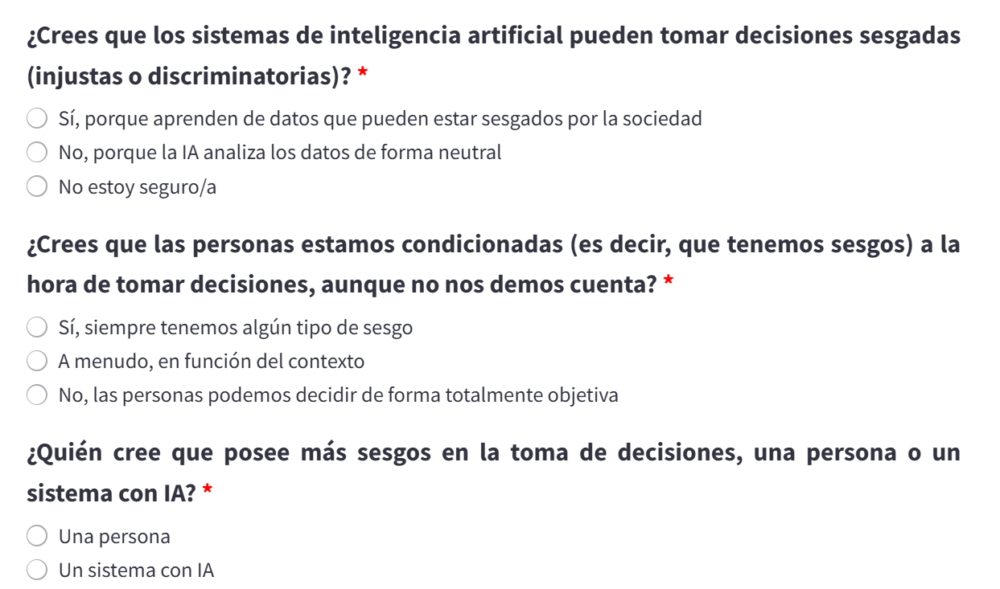 ¿Crees que los sistemas de inteligencia artificial pueden tomar decisiones sesgadas
(injustas o discriminatorias)? *
Sí, porque aprenden de datos que pueden estar sesgados por la sociedad
No, porque la IA analiza los datos de forma neutral
No estoy seguro/a
¿Crees que las personas estamos condicionadas (es decir, que tenemos sesgos) a la
hora de tomar decisiones, aunque no nos demos cuenta? *
Sí, siempre tenemos algún tipo de sesgo
A menudo, en función del contexto
No, las personas podemos decidir de forma totalmente objetiva
¿Quién cree que posee más sesgos en la toma de decisiones, una persona o un
sistema con IA? *
Una persona
Un sistema con IA